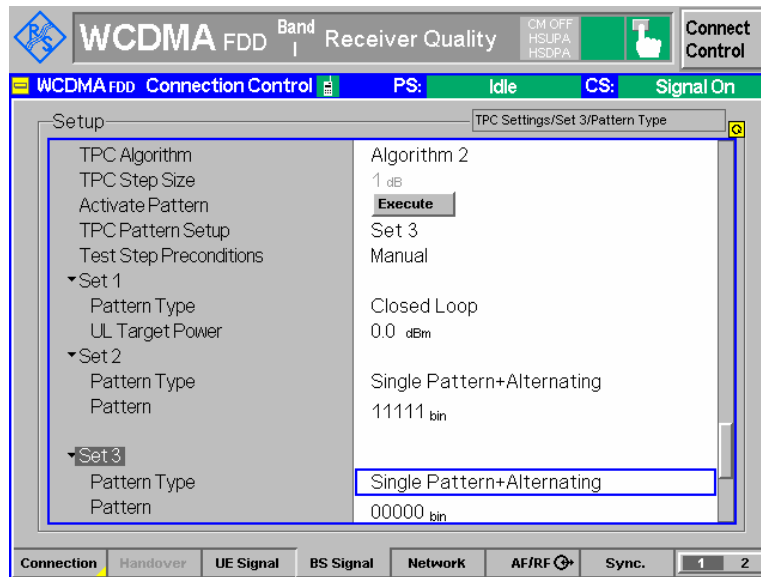 R&S WCDMA FDD Band I Receiver Quality CM OFF HSUPA HSDPA Connect Control
WCDMA FDD Connection Control PS: Idle CS: Signal On
Setup TPC Settings/Set 3/Pattern Type
TPC Algorithm Algorithm 2
TPC Step Size 1 dB
Activate Pattern Execute
TPC Pattern Setup Set 3
Test Step Preconditions Manual
Set 1
Pattern Type Closed Loop
UL Target Power 0.0 dBm
Set 2
Pattern Type Single Pattern+Alternating
Pattern 11111 bin
Set 3
Pattern Type Single Pattern+Alternating
Pattern 00000 bin
Connection Handover UE Signal BS Signal Network AF/RF Sync. 1 2